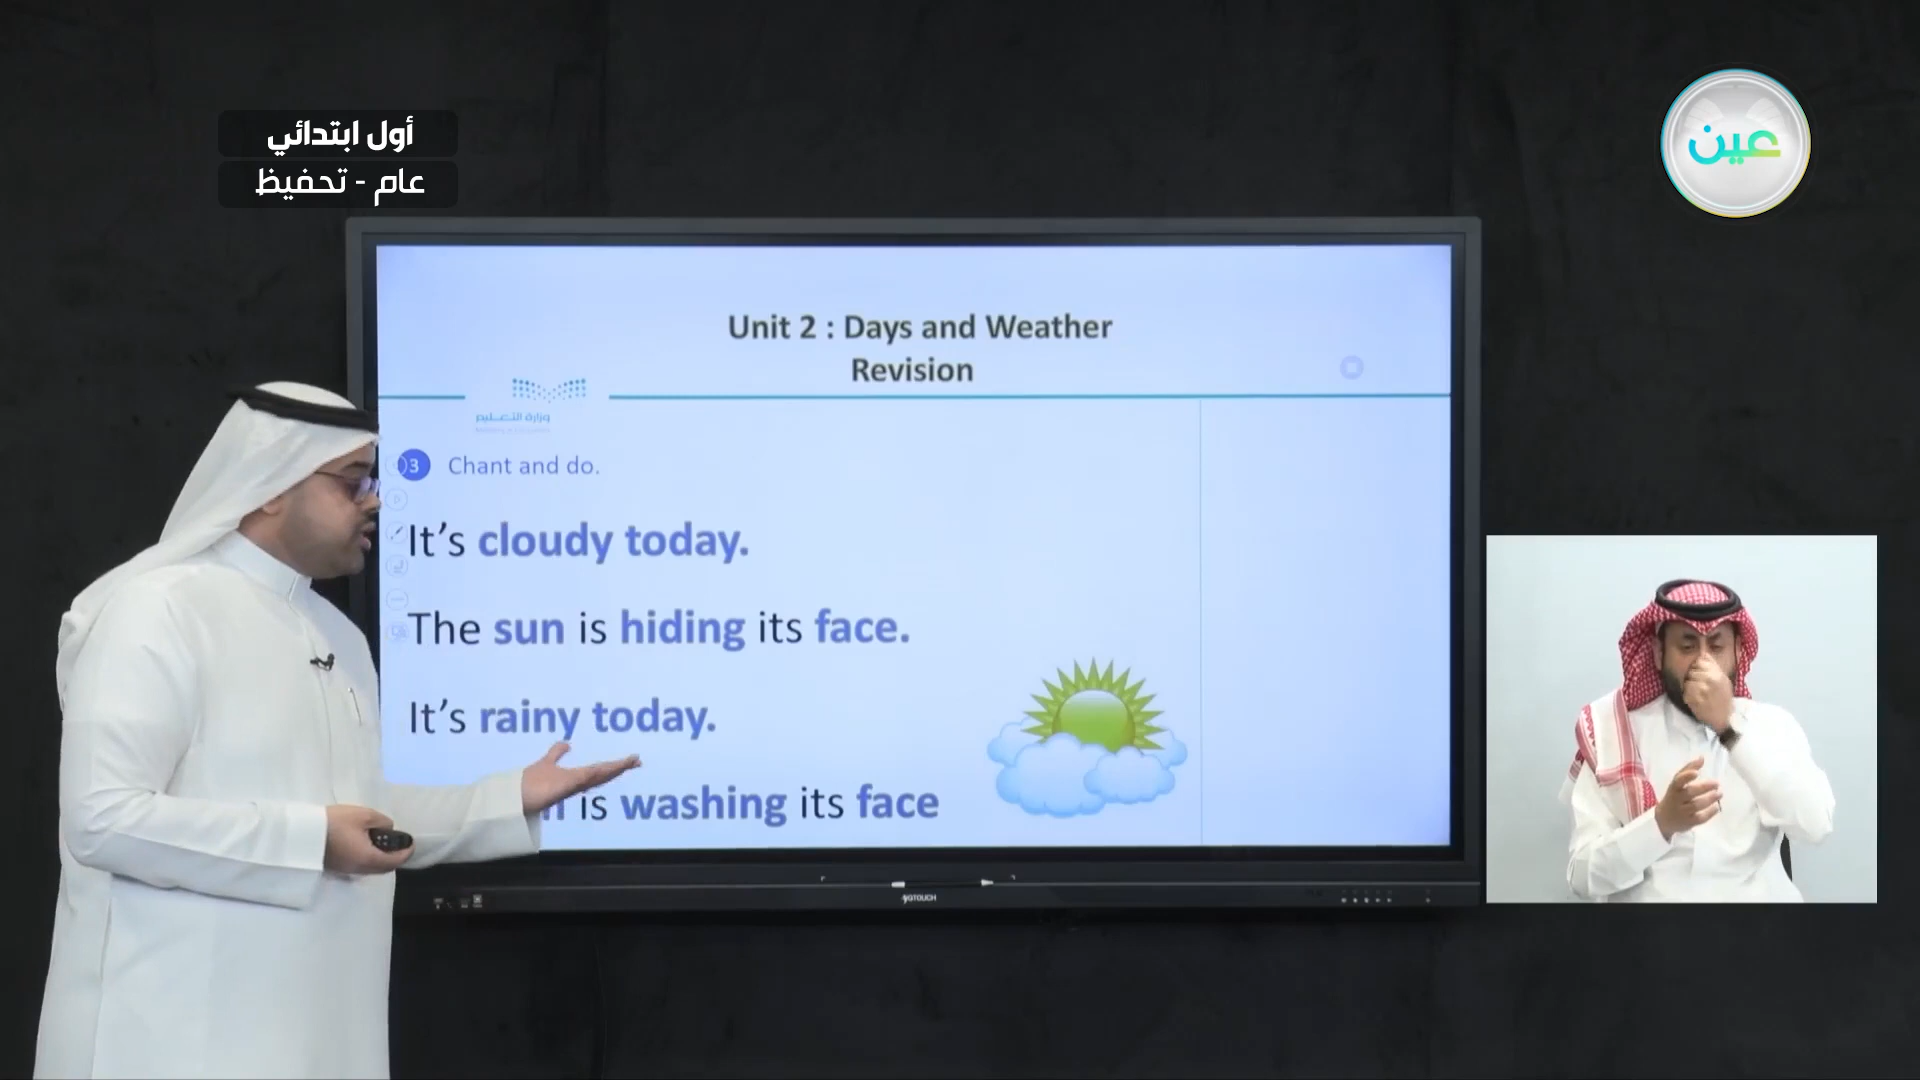 أول ابتدائي
عام - تحفيظ
عين
Unit 2 : Days and Weather
Revision
وزارة التعليم
3 Chant and do.
It's cloudy today.
The sun is hiding its face.
It's rainy today.
is washing its face